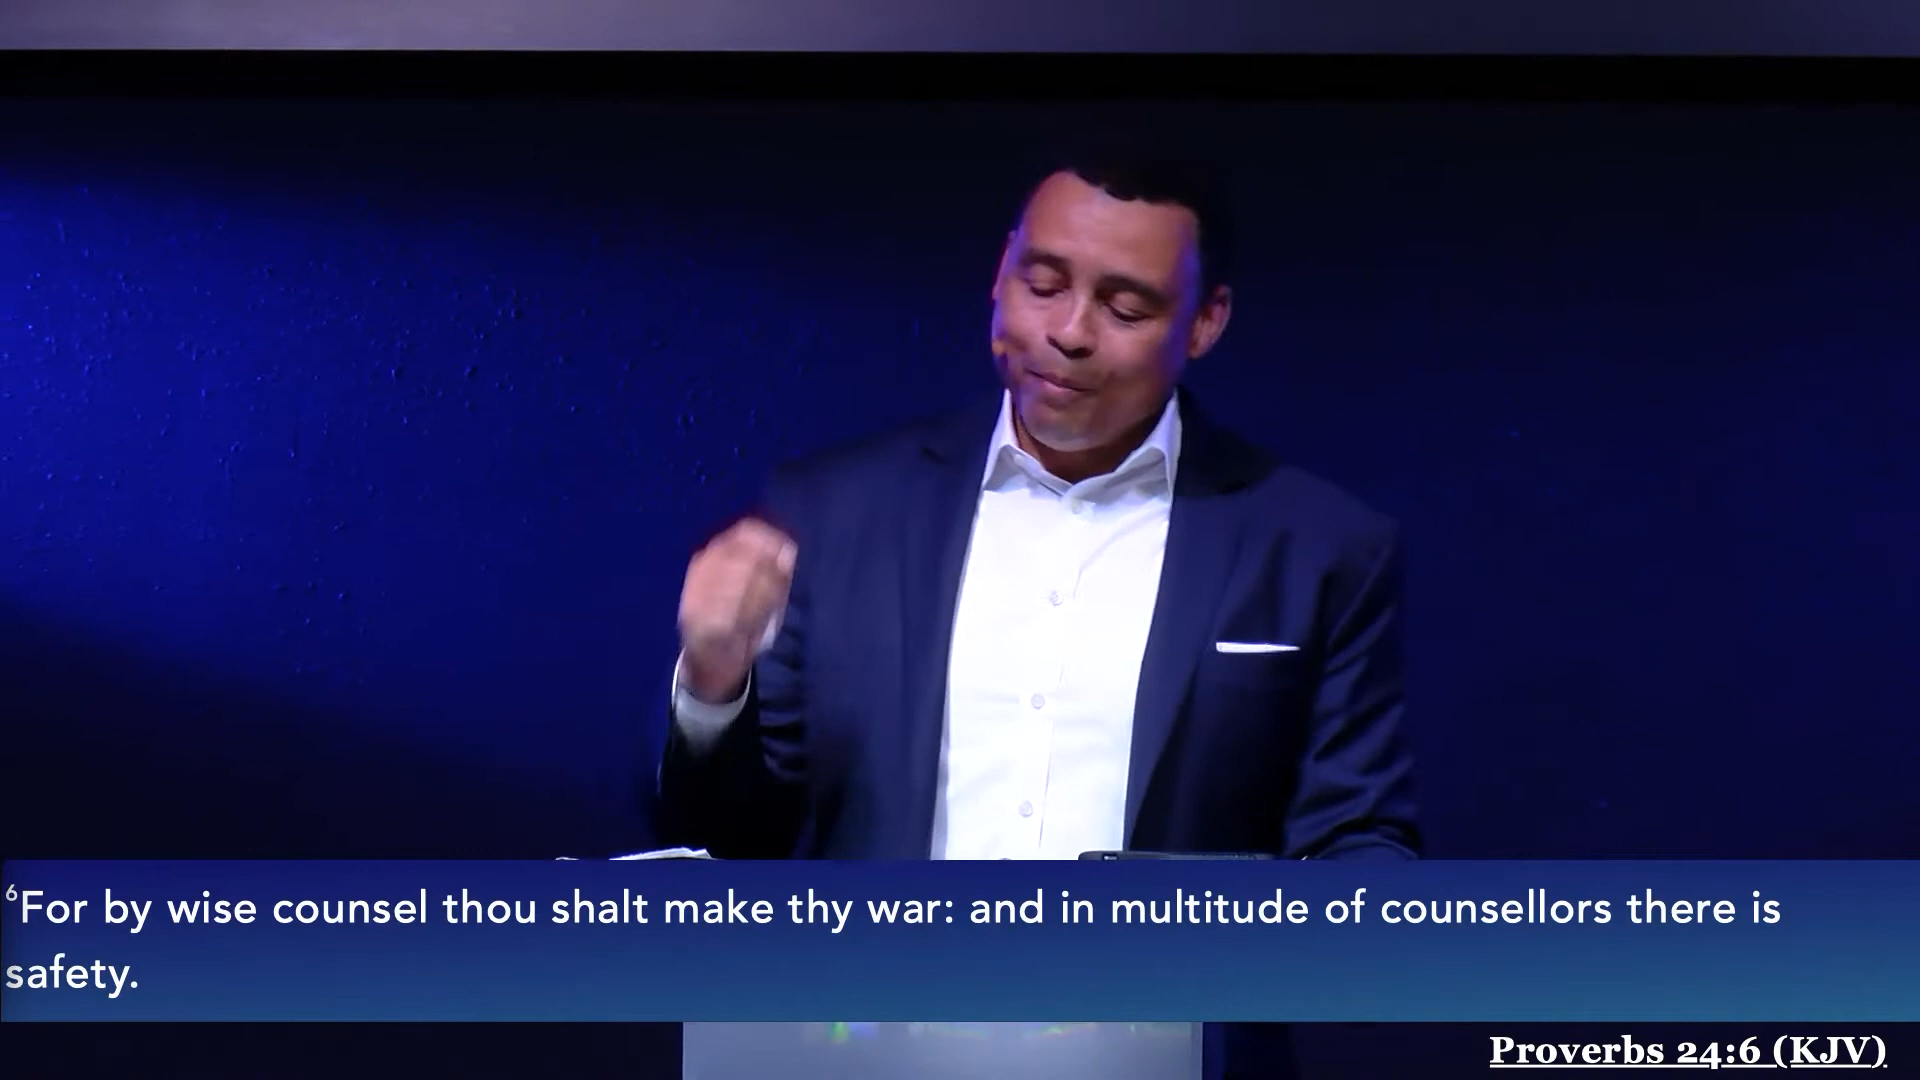 6For by wise counsel thou shalt make thy war: and in multitude of counsellors there is
safety.
Proverbs 24:6 (KJV)